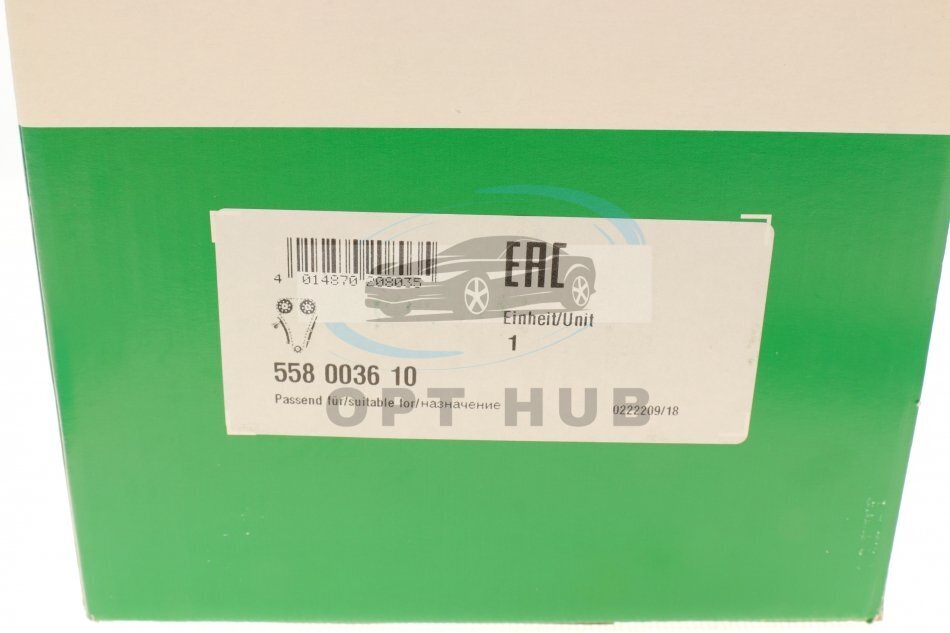 EAC
4 014870 208035
Einheit/Unit
1
558 0036 10
Passend für/suitable for/назначение
0222209/18
OPT HUB